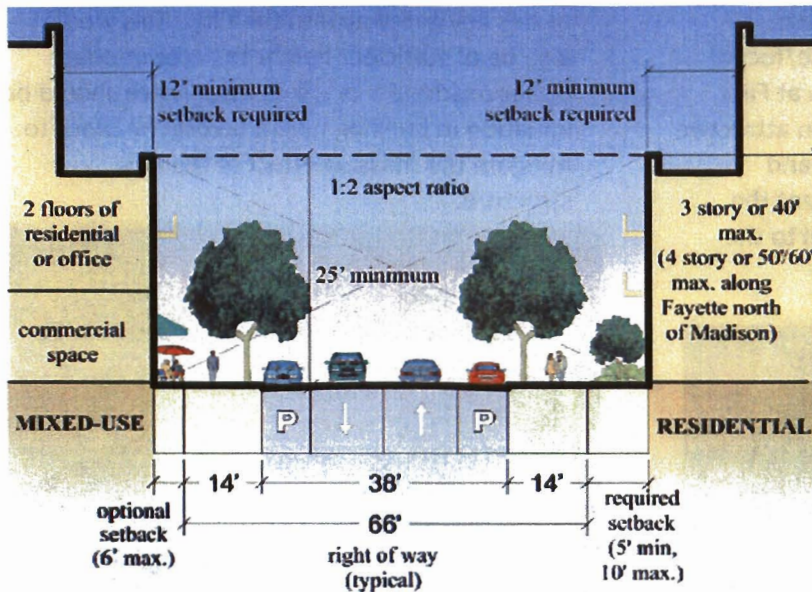 12' minimum
setback required
12' minimum
setback required
1:2 aspect ratio
2 floors of
residential
or office
25' minimum
3 story or 40'
max.
(4 story or 50'/60'
max. along
Fayette north
of Madison)
commercial
space
MIXED-USE
P
P
RESIDENTIAL
14'
38'
14'
optional
setback
(6' max.)
66'
right of way
(typical)
required
setback
(5' min,
10' max.)